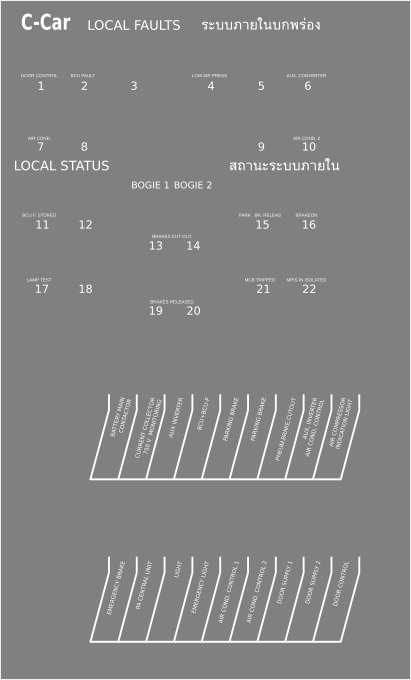 C-Car LOCAL FAULTS ระบบภายในบกพร่อง
DOOR CONTROL BCU FAULT LOW AIR PRESS AUX. CONVERTER
1 2 3 4 5 6
AIR COND. AIR COND. 2
7 8 9 10
LOCAL STATUS สถานะระบบภายใน
BOGIE 1 BOGIE 2
BCU F. STORED PARK. BR. RELEAS BRAKEON
11 12 15 16
BRAKES CUT OUT
13 14
LAMP TEST MCB TRIPPED MPIS IN ISOLATED
17 18 21 22
BRAKES RELEASED
19 20
BATTERY MAIN
CONTACTOR
CURRENT COLLECTOR
750 V MONITORING
AUX INVERTER
BCU+BCU-P
PARKING BRAKE
PARKING BRAKE
PNEUM.BRAKE,CUTOUT
AUX. INVERTER
AIR COND. CONTROL
AIR COMPRESSOR
INDICATION LIGHT
EMERGENCY BRAKE
PA CENTRAL UNIT
LIGHT
EMERGENCY LIGHT
AIR COND. CONTROL 1
AIR COND. CONTROL 2
DOOR SUPPLY 1
DOOR SUPPLY 2
DOOR CONTROL